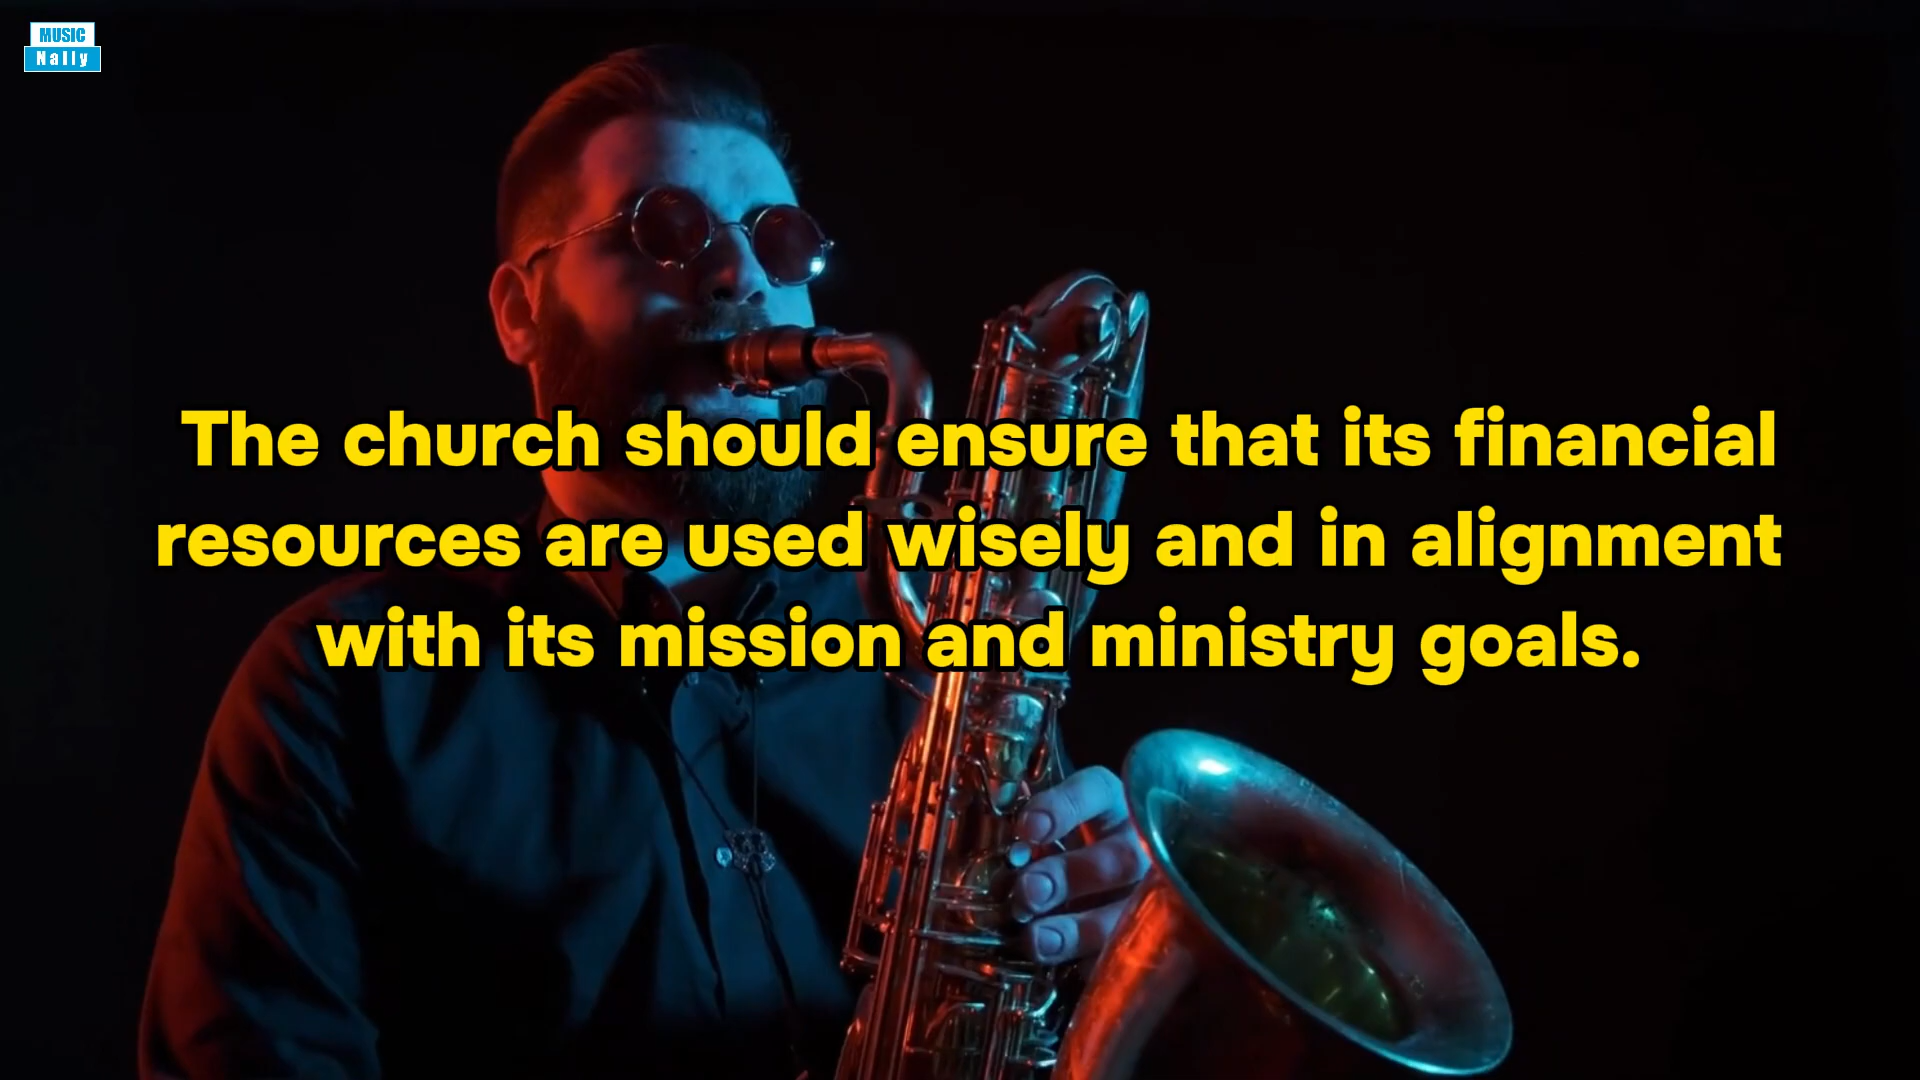 MUSIC
Nally
The church should ensure that its financial
resources are used wisely and in alignment
with its mission and ministry goals.